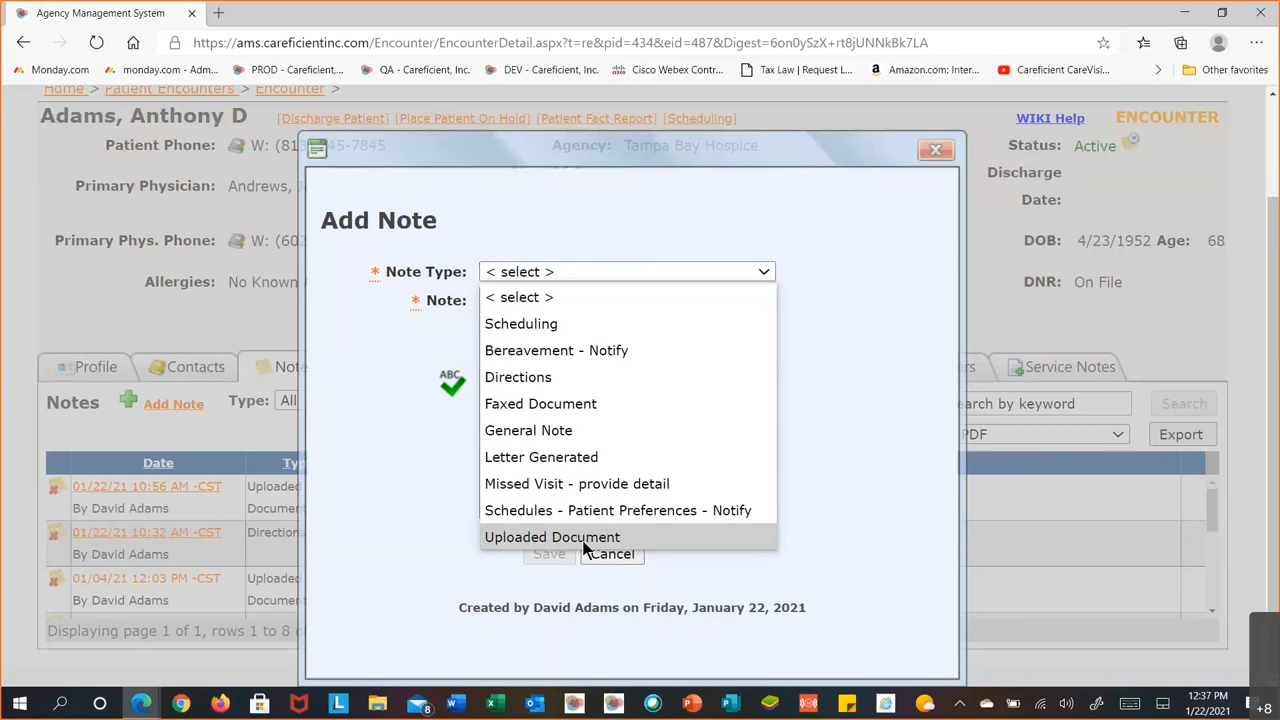 Agency Management System
https://ams.careficientinc.com/Encounter/EncounterDetail.aspx?t=re&pid=434&eid=487&Digest=6on0ySzX+rt8jUNNkBk7LA
Monday.com
monday.com - Adm...
PROD - Careficient,...
QA - Careficient, Inc.
DEV - Careficient, Inc.
Cisco Webex Contr...
Tax Law | Request L...
Amazon.com: Inter...
Careficient CareVisi...
Other favorites
Home > Patient Encounters > Encounter >
Adams, Anthony D [Discharge Patient] [Place Patient On Hold] [Patient Fact Report] [Scheduling] WIKI Help ENCOUNTER
Patient Phone: W: (813) 345-7845 Agency: Tampa Bay Hospice Status: Active
Primary Physician: Andrews, Discharge
Date:
Primary Phys. Phone: W: (602 DOB: 4/23/1952 Age: 68
Allergies: No Known DNR: On File
Add Note
* Note Type: < select >
* Note:
< select >
Scheduling
Bereavement - Notify
Directions
Faxed Document
General Note
Letter Generated
Missed Visit - provide detail
Schedules - Patient Preferences - Notify
Uploaded Document
ABC
Save Cancel
Created by David Adams on Friday, January 22, 2021
Profile Contacts Service Notes
Notes Add Note Type: Search
PDF Export
Date
01/22/21 10:56 AM -CST Uploaded
By David Adams Document
01/22/21 10:32 AM -CST Directions
By David Adams
01/04/21 12:03 PM -CST Uploaded
By David Adams Document
Displaying page 1 of 1, rows 1 to 8
8
12:37 PM
1/22/2021
+8